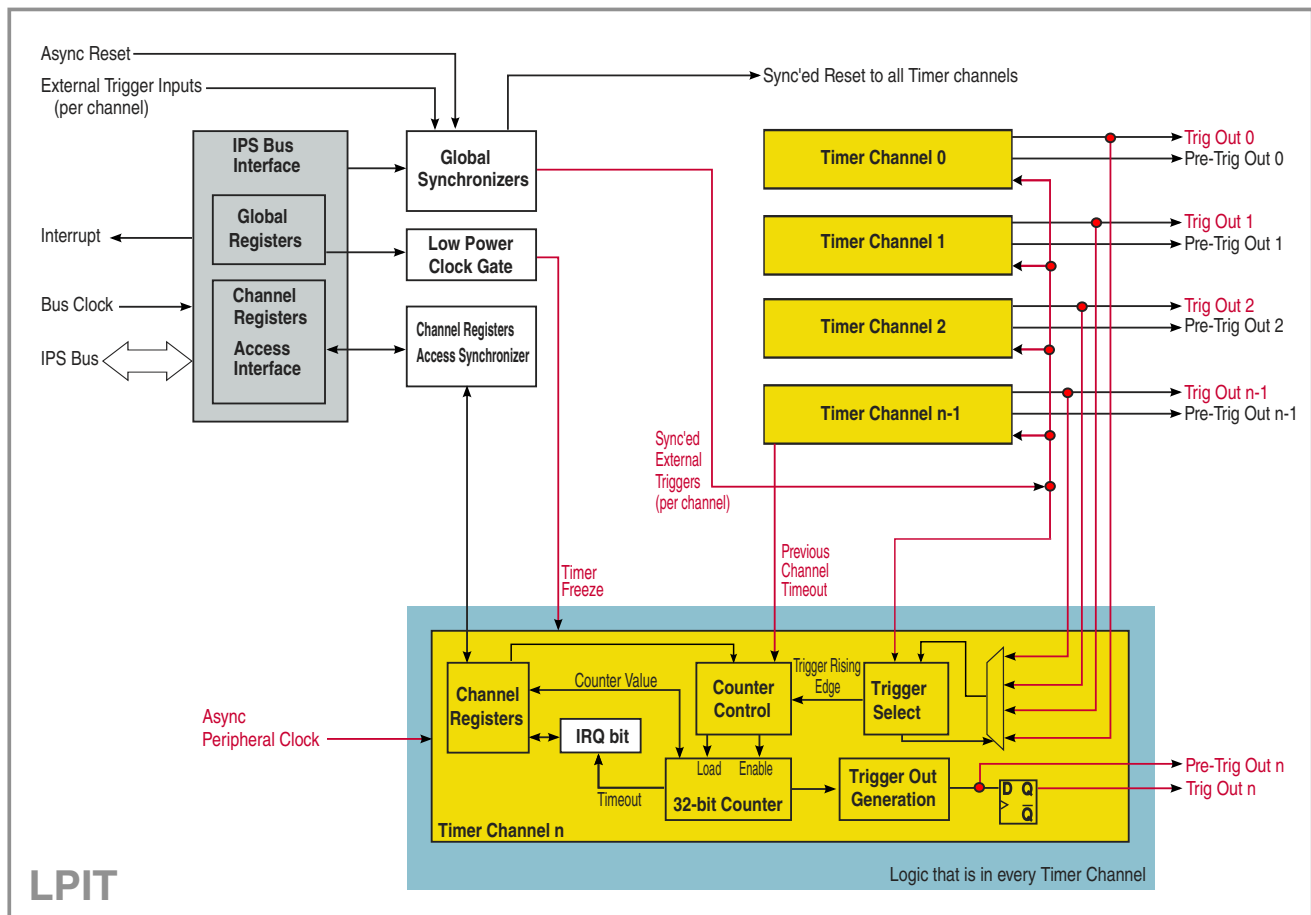 Async Reset
External Trigger Inputs
(per channel)
Sync'ed Reset to all Timer channels
IPS Bus
Interface
Global
Synchronizers
Timer Channel 0
Trig Out 0
Pre-Trig Out 0
Global
Registers
Interrupt
Low Power
Clock Gate
Timer Channel 1
Trig Out 1
Pre-Trig Out 1
Bus Clock
Channel
Registers
Access
Interface
IPS Bus
Channel Registers
Access Synchronizer
Timer Channel 2
Trig Out 2
Pre-Trig Out 2
Timer Channel n-1
Trig Out n-1
Pre-Trig Out n-1
Sync'ed
External
Triggers
(per channel)
Timer
Freeze
Previous
Channel
Timeout
Async
Peripheral Clock
Channel
Registers
Counter Value
Counter
Control
Trigger Rising
Edge
Trigger
Select
IRQ bit
Load
Enable
Timeout
32-bit Counter
Trigger Out
Generation
D Q
Q
Pre-Trig Out n
Trig Out n
Timer Channel n
Logic that is in every Timer Channel
LPIT